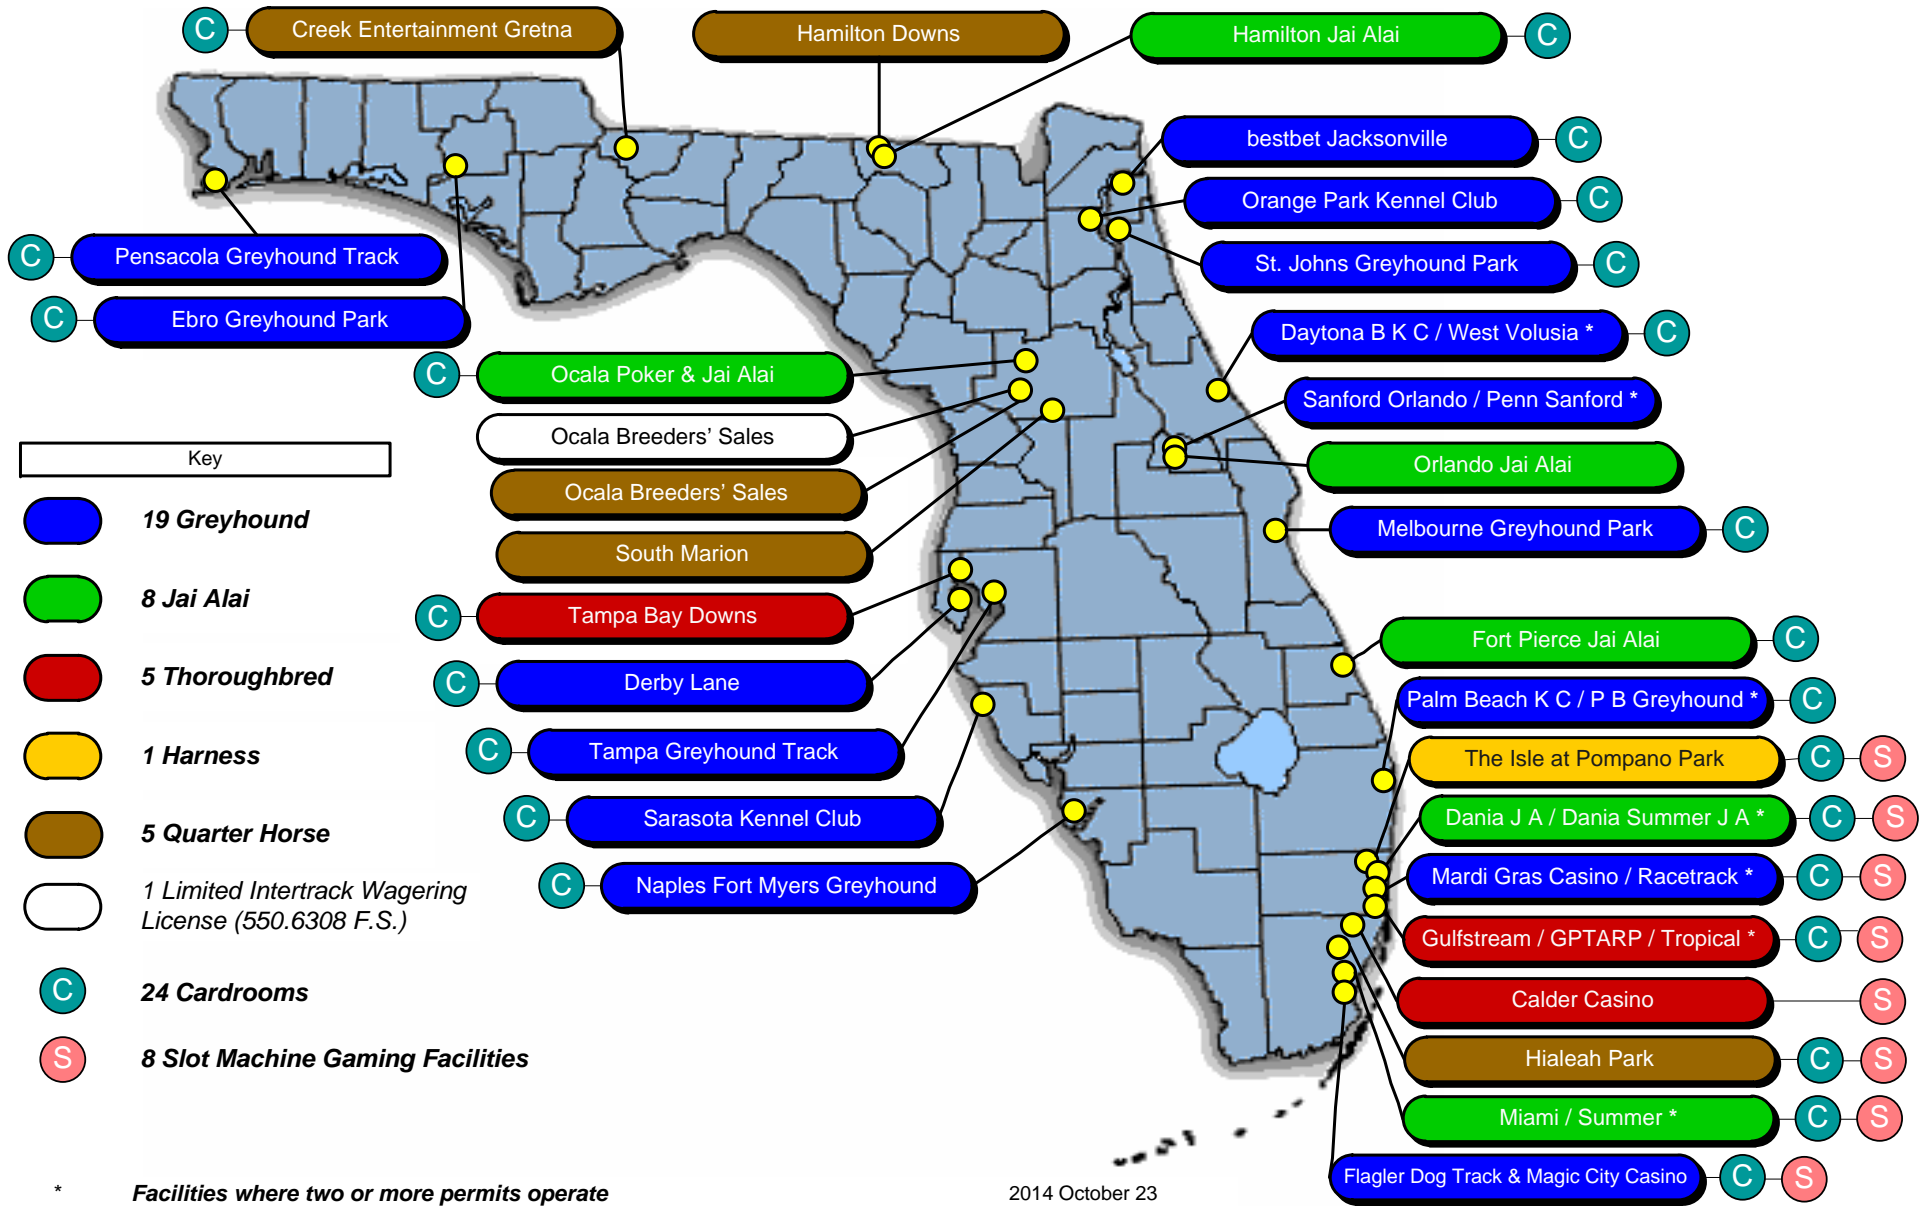 C
Creek Entertainment Gretna
Hamilton Downs
Hamilton Jai Alai
C
bestbet Jacksonville
C
Orange Park Kennel Club
C
St. Johns Greyhound Park
C
C
Pensacola Greyhound Track
C
Ebro Greyhound Park
Daytona B K C / West Volusia *
C
C
Ocala Poker & Jai Alai
Sanford Orlando / Penn Sanford *
Ocala Breeders' Sales
Orlando Jai Alai
Ocala Breeders' Sales
Melbourne Greyhound Park
C
South Marion
C
Tampa Bay Downs
C
Derby Lane
C
Tampa Greyhound Track
C
Sarasota Kennel Club
C
Naples Fort Myers Greyhound
Fort Pierce Jai Alai
C
Palm Beach K C / P B Greyhound *
C
The Isle at Pompano Park
C
S
Dania J A / Dania Summer J A *
C
S
Mardi Gras Casino / Racetrack *
C
S
Gulfstream / GPTARP / Tropical *
C
S
Calder Casino
S
Hialeah Park
C
S
Miami / Summer *
C
S
Flagler Dog Track & Magic City Casino
C
S
Key
19 Greyhound
8 Jai Alai
5 Thoroughbred
1 Harness
5 Quarter Horse
1 Limited Intertrack Wagering
License (550.6308 F.S.)
C
24 Cardrooms
S
8 Slot Machine Gaming Facilities
* Facilities where two or more permits operate
2014 October 23